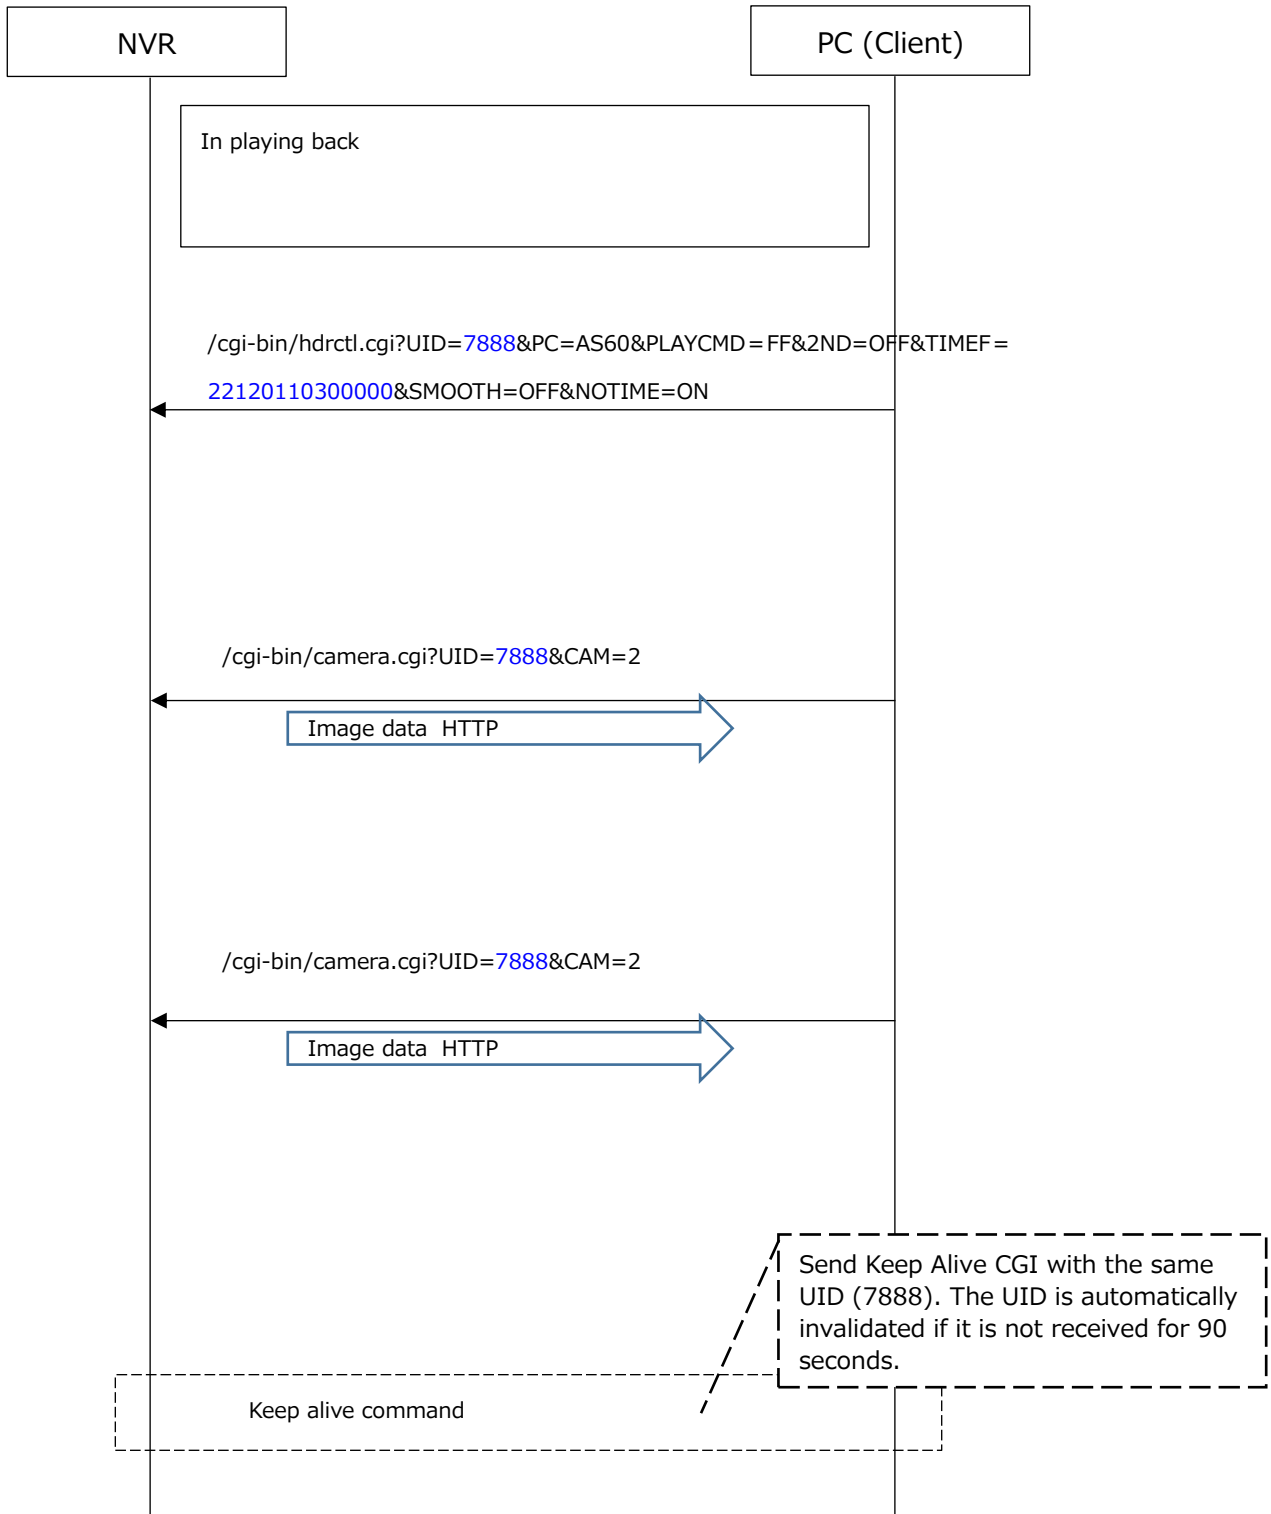 NVR
PC (Client)
In playing back
/cgi-bin/hdrctl.cgi?UID=7888&PC=AS60&PLAYCMD=FF&2ND=OFF&TIMEF=
22120110300000&SMOOTH=OFF&NOTIME=ON
/cgi-bin/camera.cgi?UID=7888&CAM=2
Image data  HTTP
/cgi-bin/camera.cgi?UID=7888&CAM=2
Image data  HTTP
Send Keep Alive CGI with the same
UID (7888). The UID is automatically
invalidated if it is not received for 90
seconds.
Keep alive command